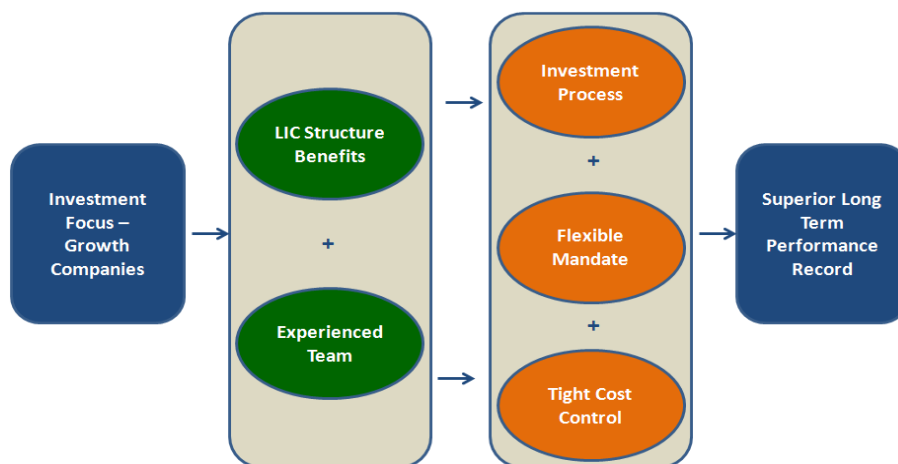 Investment
Focus –
Growth
Companies
LIC Structure
Benefits
+
Experienced
Team
Investment
Process
+
Flexible
Mandate
+
Tight Cost
Control
Superior Long
Term
Performance
Record